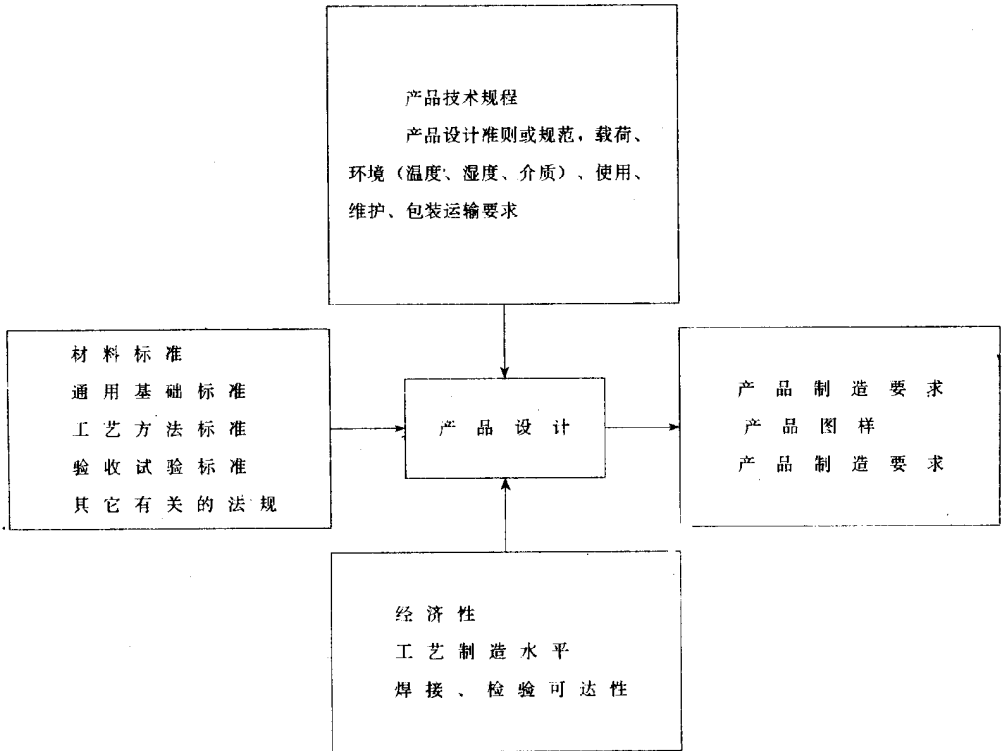 产品技术规程
产品设计准则或规范，载荷、
环境（温度、湿度、介质）、使用、
维护、包装运输要求
材料标准
通用基础标准
工艺方法标准
验收试验标准
其它有关的法规
产品设计
产品制造要求
产品图样
产品制造要求
经济性
工艺制造水平
焊接、检验可达性